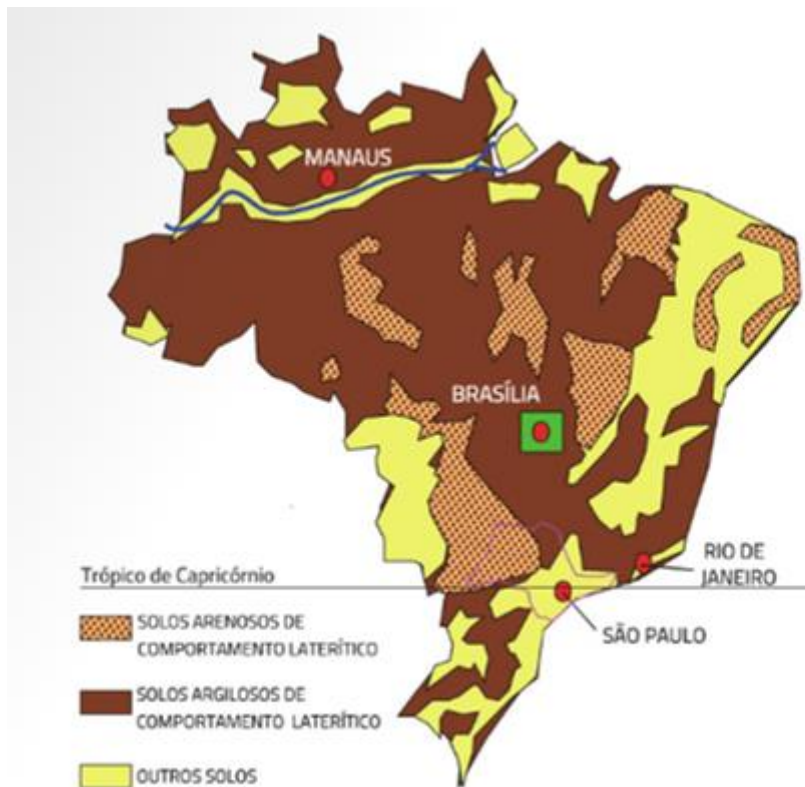 MANAUS
BRASÍLIA
RIO DE
JANEIRO
Trópico de Capricórnio
SÃO PAULO
SOLOS ARENOSOS DE
COMPORTAMENTO LATERÍTICO
SOLOS ARGILOSOS DE
COMPORTAMENTO LATERÍTICO
OUTROS SOLOS